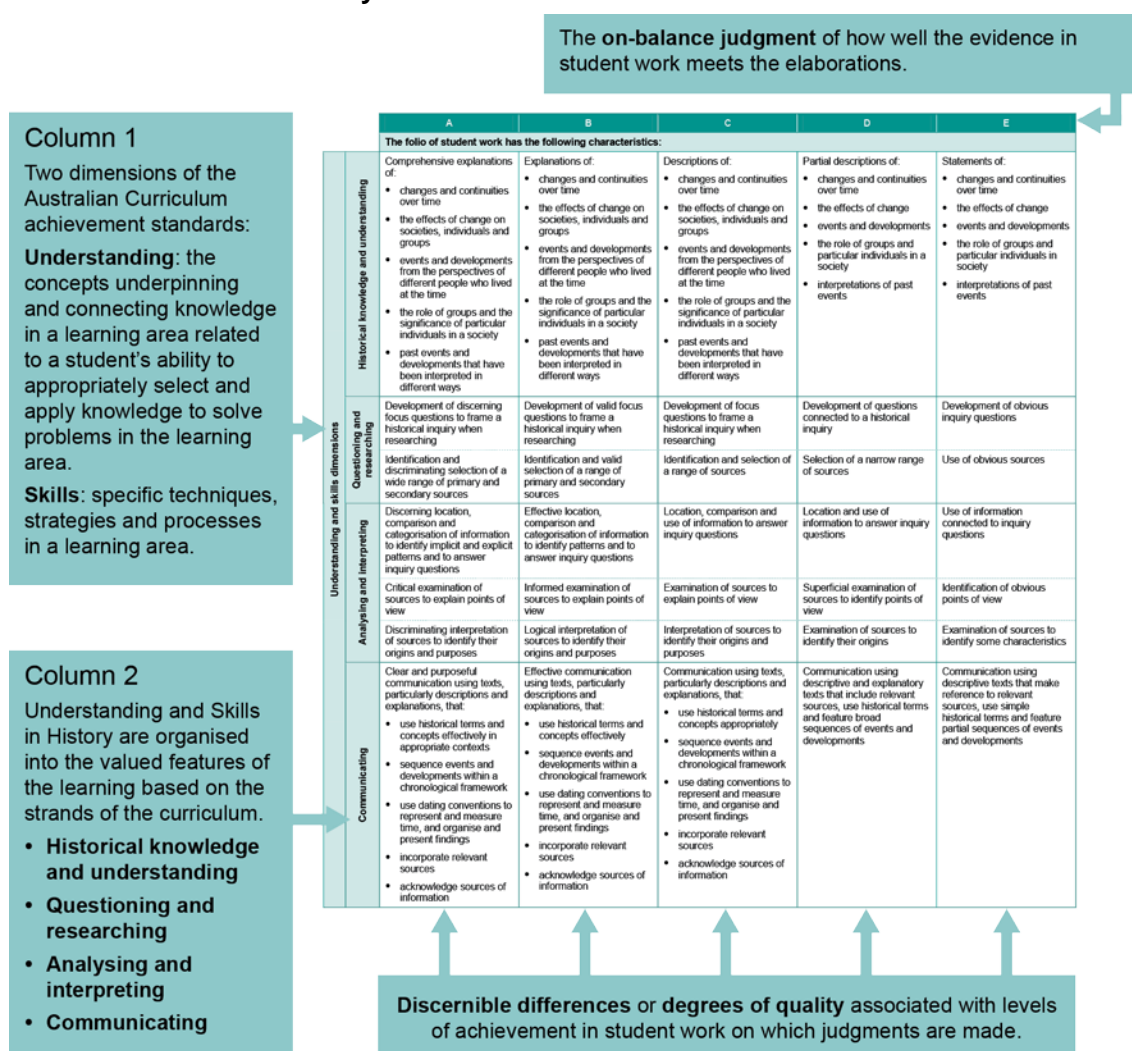 The on-balance judgment of how well the evidence in
student work meets the elaborations.
Column 1
Two dimensions of the
Australian Curriculum
achievement standards:
Understanding: the
concepts underpinning
and connecting knowledge
in a learning area related
to a student's ability to
appropriately select and
apply knowledge to solve
problems in the learning
area.
Skills: specific techniques,
strategies and processes
in a learning area.
Column 2
Understanding and Skills
in History are organised
into the valued features of
the learning based on the
strands of the curriculum.
• Historical knowledge
and understanding
• Questioning and
researching
• Analysing and
interpreting
• Communicating
A B C D E
The folio of student work has the following characteristics:
Understanding and skills dimensions
Historical knowledge and understanding
Comprehensive explanations
of:
• changes and continuities
over time
• the effects of change on
societies, individuals and
groups
• events and developments
from the perspectives of
different people who lived
at the time
• the role of groups and the
significance of particular
individuals in a society
• past events and
developments that have
been interpreted in
different ways
Explanations of:
• changes and continuities
over time
• the effects of change on
societies, individuals and
groups
• events and developments
from the perspectives of
different people who lived
at the time
• the role of groups and the
significance of particular
individuals in a society
• past events and
developments that have
been interpreted in
different ways
Descriptions of:
• changes and continuities
over time
• the effects of change on
societies, individuals and
groups
• events and developments
from the perspectives of
different people who lived
at the time
• the role of groups and the
significance of particular
individuals in a society
• past events and
developments that have
been interpreted in
different ways
Partial descriptions of:
• changes and continuities
over time
• the effects of change
• events and developments
• the role of groups and
particular individuals in a
society
• interpretations of past
events
Statements of:
• changes and continuities
over time
• the effects of change
• events and developments
• the role of groups and
particular individuals in
society
• interpretations of past
events
Questioning and
researching
Development of discerning
focus questions to frame a
historical inquiry when
researching
Development of valid focus
questions to frame a
historical inquiry when
researching
Development of focus
questions to frame a
historical inquiry when
researching
Development of questions
connected to a historical
inquiry
Development of obvious
inquiry questions
Identification and
discriminating selection of a
wide range of primary and
secondary sources
Identification and valid
selection of a range of
primary and secondary
sources
Identification and selection of
a range of sources
Selection of a narrow range
of sources
Use of obvious sources
Analysing and interpreting
Discerning location,
comparison and
categorisation of information
to identify implicit and explicit
patterns and to answer
inquiry questions
Effective location,
comparison and
categorisation of information
to identify patterns and to
answer inquiry questions
Location, comparison and
use of information to answer
inquiry questions
Location and use of
information to answer inquiry
questions
Use of information
connected to inquiry
questions
Critical examination of
sources to explain points of
view
Informed examination of
sources to explain points of
view
Examination of sources to
explain points of view
Superficial examination of
sources to identify points of
view
Identification of obvious
points of view
Discriminating interpretation
of sources to identify their
origins and purposes
Logical interpretation of
sources to identify their
origins and purposes
Interpretation of sources to
identify their origins and
purposes
Examination of sources to
identify their origins
Examination of sources to
identify some characteristics
Communicating
Clear and purposeful
communication using texts,
particularly descriptions and
explanations, that:
• use historical terms and
concepts effectively in
appropriate contexts
• sequence events and
developments within a
chronological framework
• use dating conventions to
represent and measure
time, and organise and
present findings
• incorporate relevant
sources
• acknowledge sources of
information
Effective communication
using texts, particularly
descriptions and
explanations, that:
• use historical terms and
concepts effectively
• sequence events and
developments within a
chronological framework
• use dating conventions to
represent and measure
time, and organise and
present findings
• incorporate relevant
sources
• acknowledge sources of
information
Communication using texts,
particularly descriptions and
explanations, that:
• use historical terms and
concepts appropriately
• sequence events and
developments within a
chronological framework
• use dating conventions to
represent and measure
time, and organise and
present findings
• incorporate relevant
sources
• acknowledge sources of
information
Communication using
descriptive and explanatory
texts that include relevant
sources, use historical terms
and feature broad
sequences of events and
developments
Communication using
descriptive texts that make
reference to relevant
sources, use simple
historical terms and feature
partial sequences of events
and developments
Discernible differences or degrees of quality associated with levels
of achievement in student work on which judgments are made.